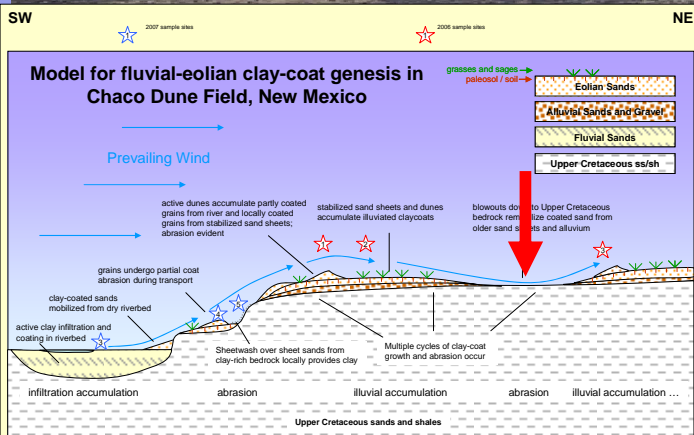 SW
2007 sample sites
2006 sample sites
NE
1
Model for fluvial-eolian clay-coat genesis in
Chaco Dune Field, New Mexico
grasses and sages
paleosol / soil
Eolian Sands
Alluvial Sands and Gravel
Fluvial Sands
Upper Cretaceous ss/sh
Prevailing Wind
active dunes accumulate partly coated
grains from river and locally coated
grains from stabilized sand sheets;
abrasion evident
stabilized sand sheets and dunes
accumulate illuviated claycoats
blowouts to Upper Cretaceous
bedrock coated sand from
older sand and alluvium
1
2
grains undergo partial coat
abrasion during transport
clay-coated sands
mobilized from dry riverbed
active clay infiltration and
coating in riverbed
3
4
5
Sheetwash over sheet sands from
clay-rich bedrock locally provides clay
Multiple cycles of clay-coat
growth and abrasion occur
infiltration accumulation
abrasion
illuvial accumulation
abrasion
illuvial accumulation ...
Upper Cretaceous sands and shales